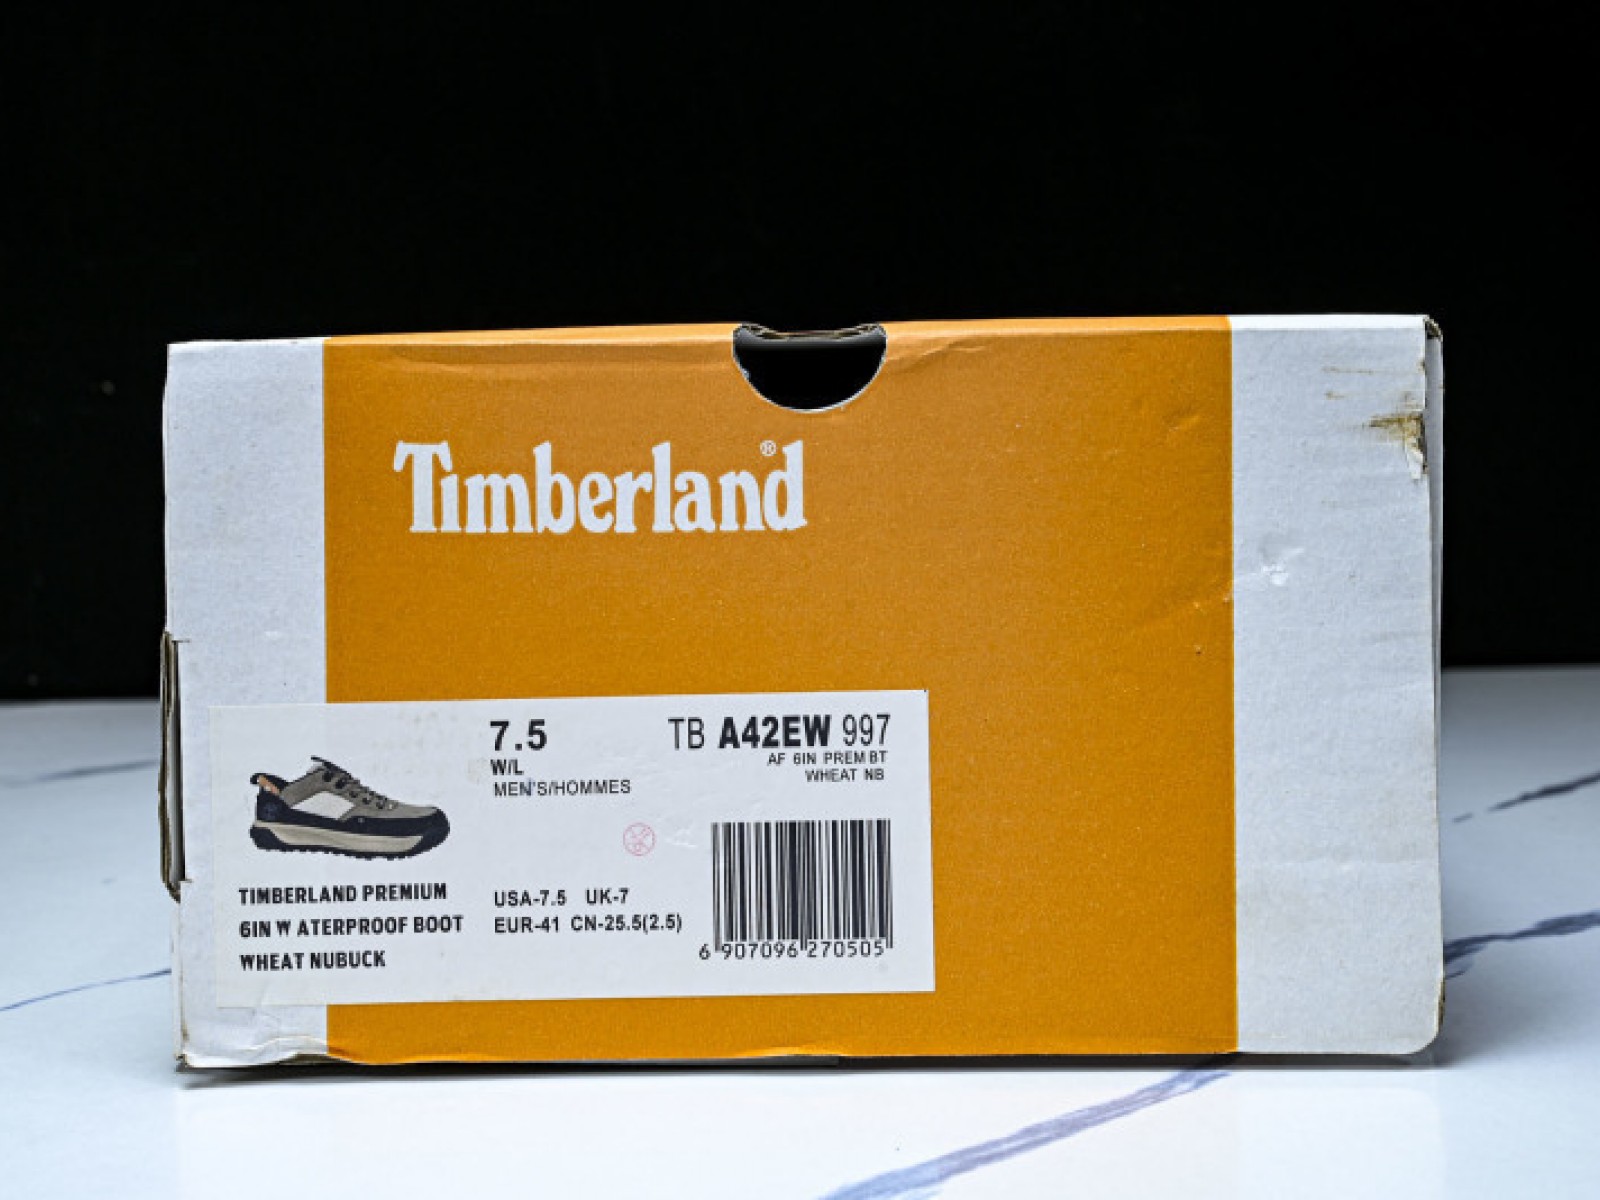 Timberland®
7.5
W/L
MEN'S/HOMMES
TB A42EW 997
AF 6IN PREM BT
WHEAT NB
TIMBERLAND PREMIUM
6IN W ATERPROOF BOOT
WHEAT NUBUCK
USA-7.5 UK-7
EUR-41 CN-25.5(2.5)
6 907096 270505